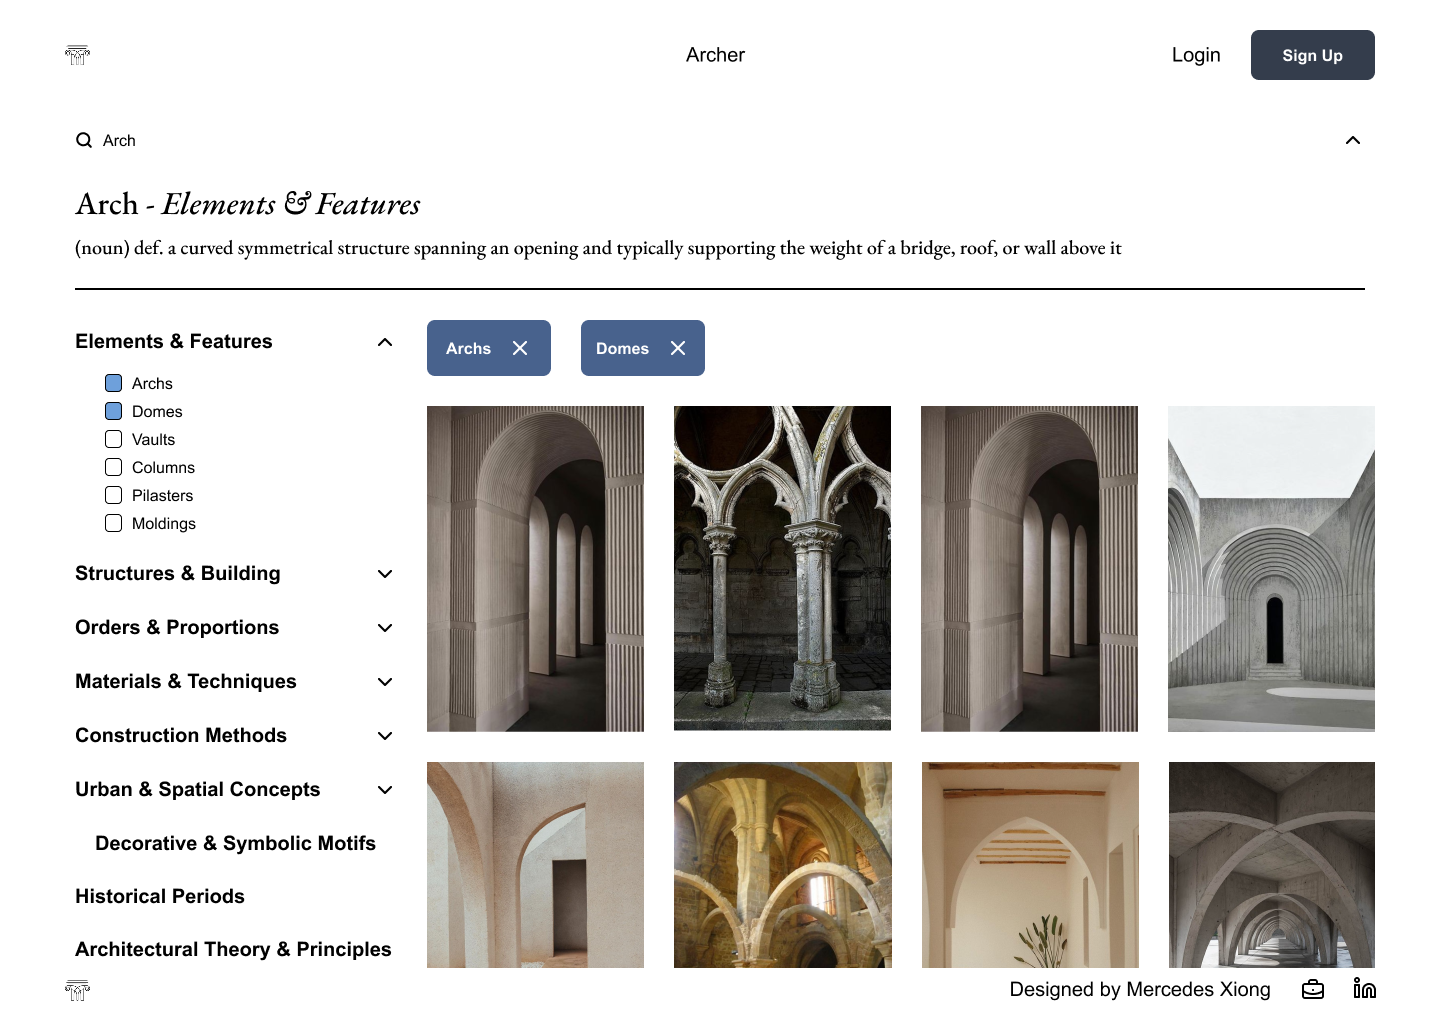 Archer
Login
Sign Up
Arch
Arch - Elements & Features
(noun) def. a curved symmetrical structure spanning an opening and typically supporting the weight of a bridge, roof, or wall above it
Elements & Features
Archs
Domes
Vaults
Columns
Pilasters
Moldings
Structures & Building
Orders & Proportions
Materials & Techniques
Construction Methods
Urban & Spatial Concepts
Decorative & Symbolic Motifs
Historical Periods
Architectural Theory & Principles
Archs
Domes
Designed by Mercedes Xiong
in